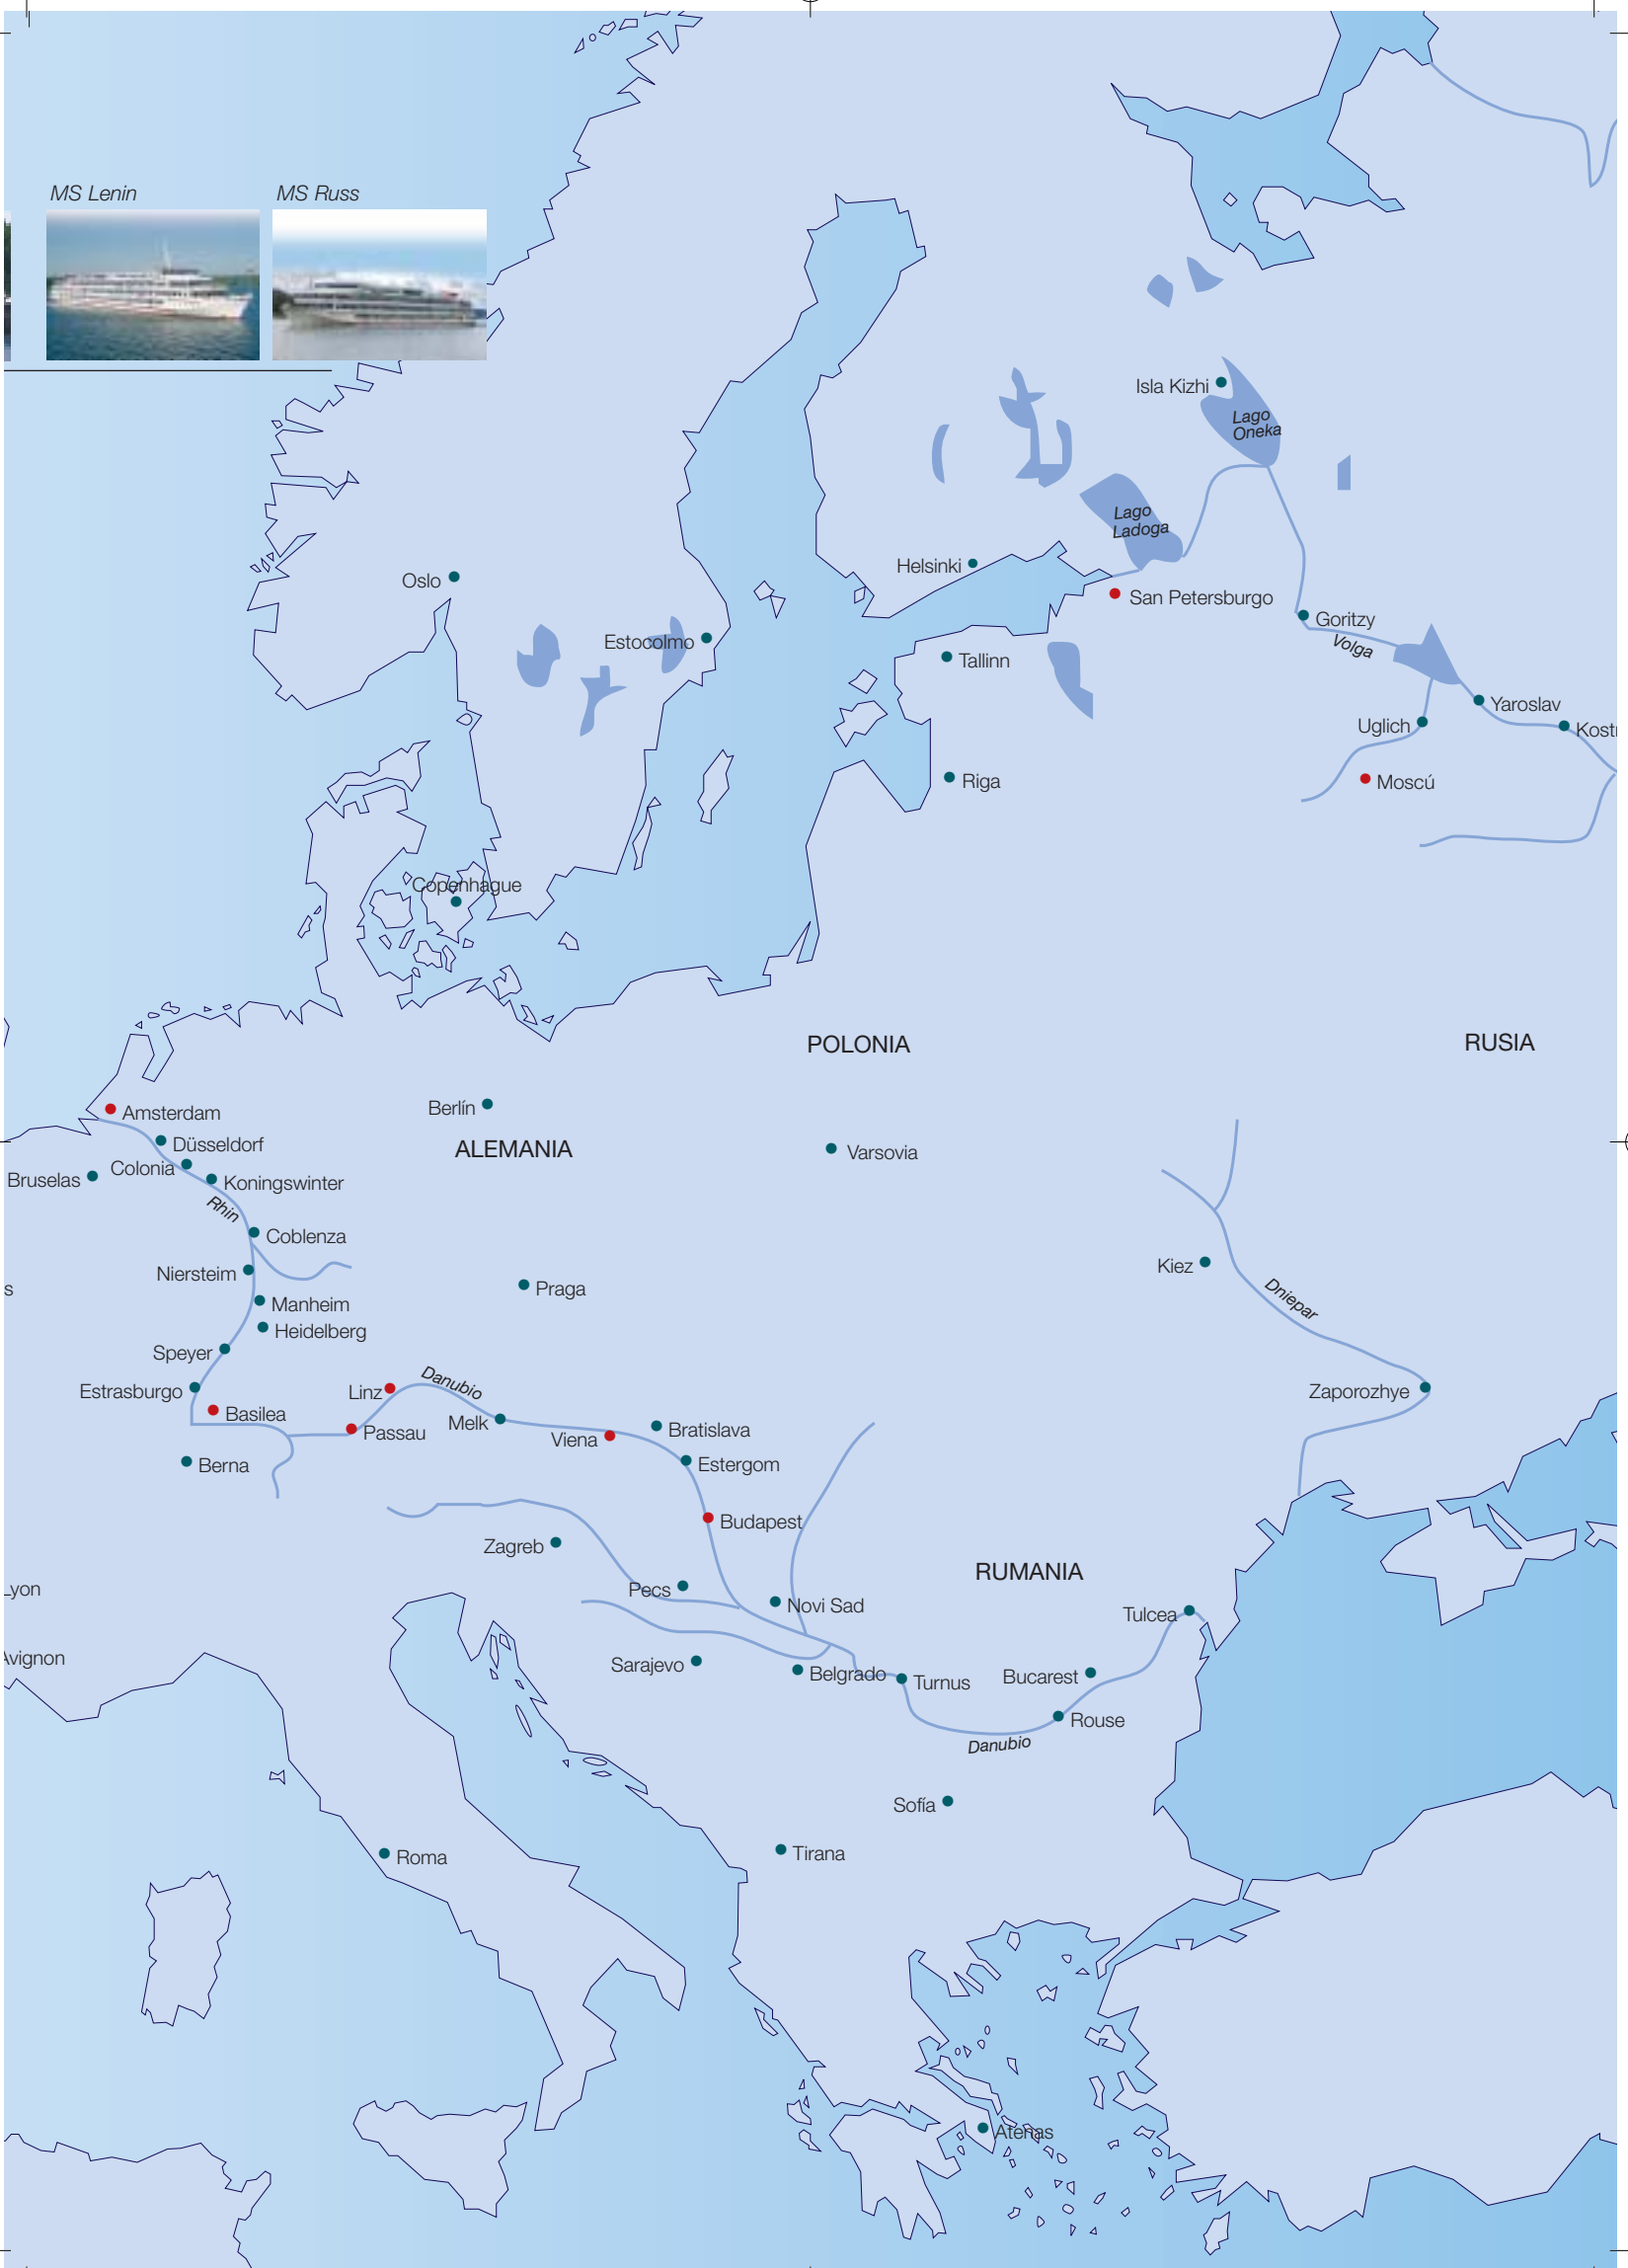 MS Lenin
MS Russ
Isla Kizhi
Lago
Oneka
Lago
Ladoga
Helsinki
Oslo
San Petersburgo
Goritzy
Estocolmo
Volga
Tallinn
Yaroslav
Uglich
Kostr
Riga
Moscú
Copenhague
POLONIA
RUSIA
Amsterdam
Berlín
Düsseldorf
ALEMANIA
Varsovia
Colonia
Bruselas
Koningswinter
Rhin
Coblenza
Kiez
Niersteim
s
Praga
Dniepar
Manheim
Heidelberg
Speyer
Danubio
Estrasburgo
Linz
Zaporozhye
Basilea
Melk
Passau
Viena
Bratislava
Berna
Estergom
Budapest
Zagreb
RUMANIA
Lyon
Pecs
Novi Sad
Tulcea
Avignon
Sarajevo
Belgrado
Turnus
Bucarest
Rouse
Danubio
Sofía
Tirana
Roma
Atenas